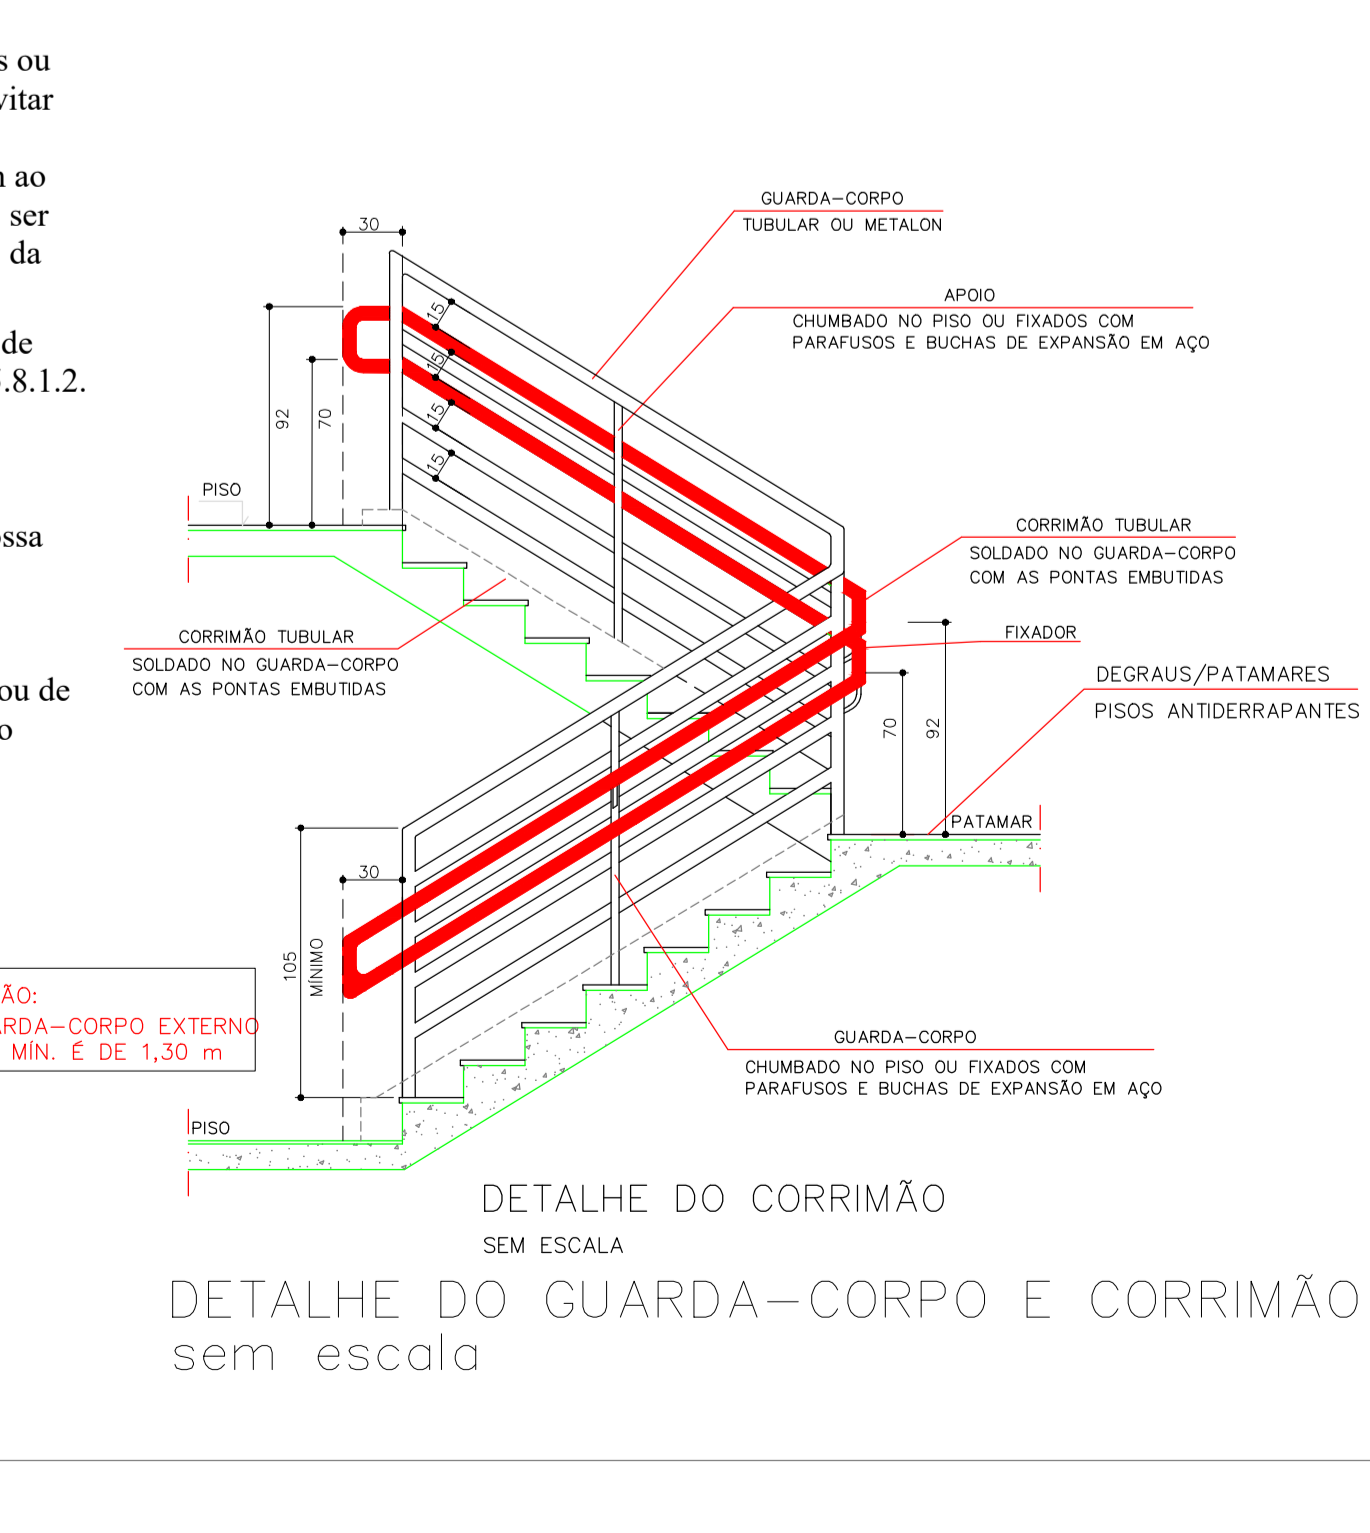 s ou
vitar
n ao
ser
da
de
5.8.1.2.
ossa
ou de
o
GUARDA-CORPO
TUBULAR OU METALON
APOIO
CHUMBADO NO PISO OU FIXADOS COM
PARAFUSOS E BUCHAS DE EXPANSÃO EM AÇO
30
15
15
15
15
92
70
PISO
CORRIMÃO TUBULAR
SOLDADO NO GUARDA-CORPO
COM AS PONTAS EMBUTIDAS
CORRIMÃO TUBULAR
SOLDADO NO GUARDA-CORPO
COM AS PONTAS EMBUTIDAS
FIXADOR
DEGRAUS/PATAMARES
PISOS ANTIDERRAPANTES
70
92
PATAMAR
30
105
MÍNIMO
ÃO:
ARDA-CORPO EXTERNO
MÍN. É DE 1,30 m
GUARDA-CORPO
CHUMBADO NO PISO OU FIXADOS COM
PARAFUSOS E BUCHAS DE EXPANSÃO EM AÇO
PISO
DETALHE DO CORRIMÃO
SEM ESCALA
DETALHE DO GUARDA-CORPO E CORRIMÃO
sem escala